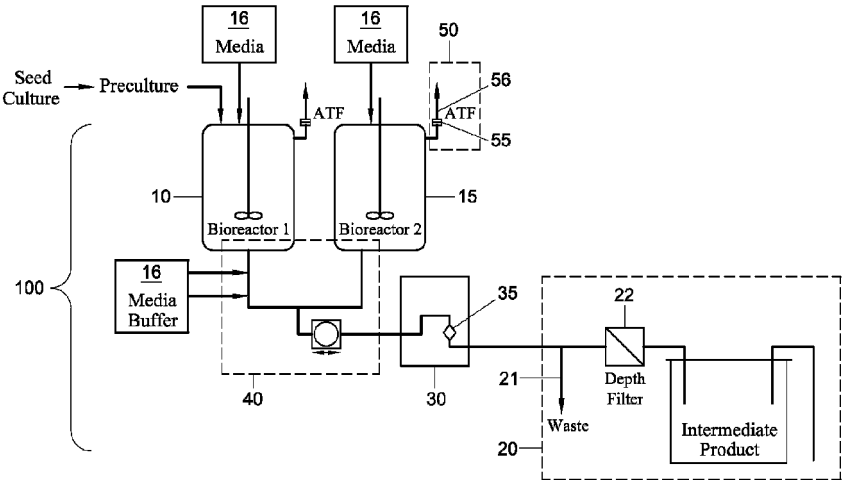 16
Media
16
Media
50
Seed
Culture
Preculture
ATF
56
ATF
55
10
15
Bioreactor 1
Bioreactor 2
100
16
Media
Buffer
35
22
40
30
21
Depth
Filter
Waste
20
Intermediate
Product